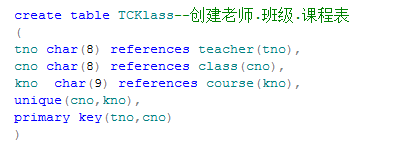 create table TCKlass--创建老师.班级.课程表
(
tno char(8) references teacher(tno),
cno char(8) references class(cno),
kno  char(9) references course(kno),
unique(cno,kno),
primary key(tno,cno)
)